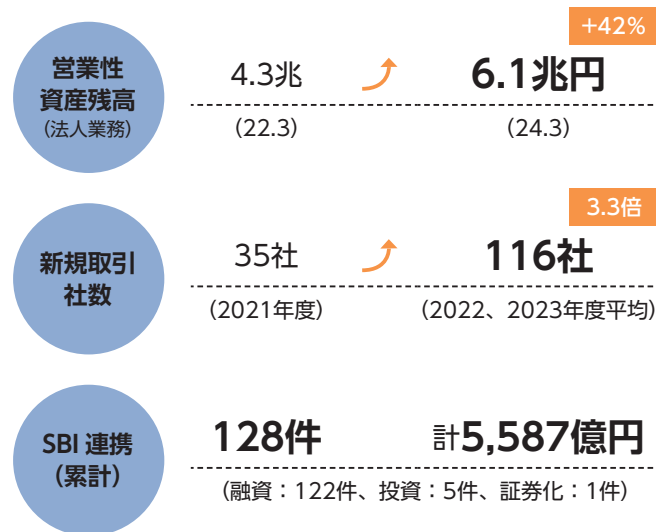 +42%
営業性
資産残高
（法人業務）
4.3兆
6.1兆円
（22.3）
（24.3）
3.3倍
新規取引
社数
35社
116社
（2021年度）
（2022、2023年度平均）
SBI 連携
（累計）
128件
計5,587億円
（融資：122件、投資：5件、証券化：1件）